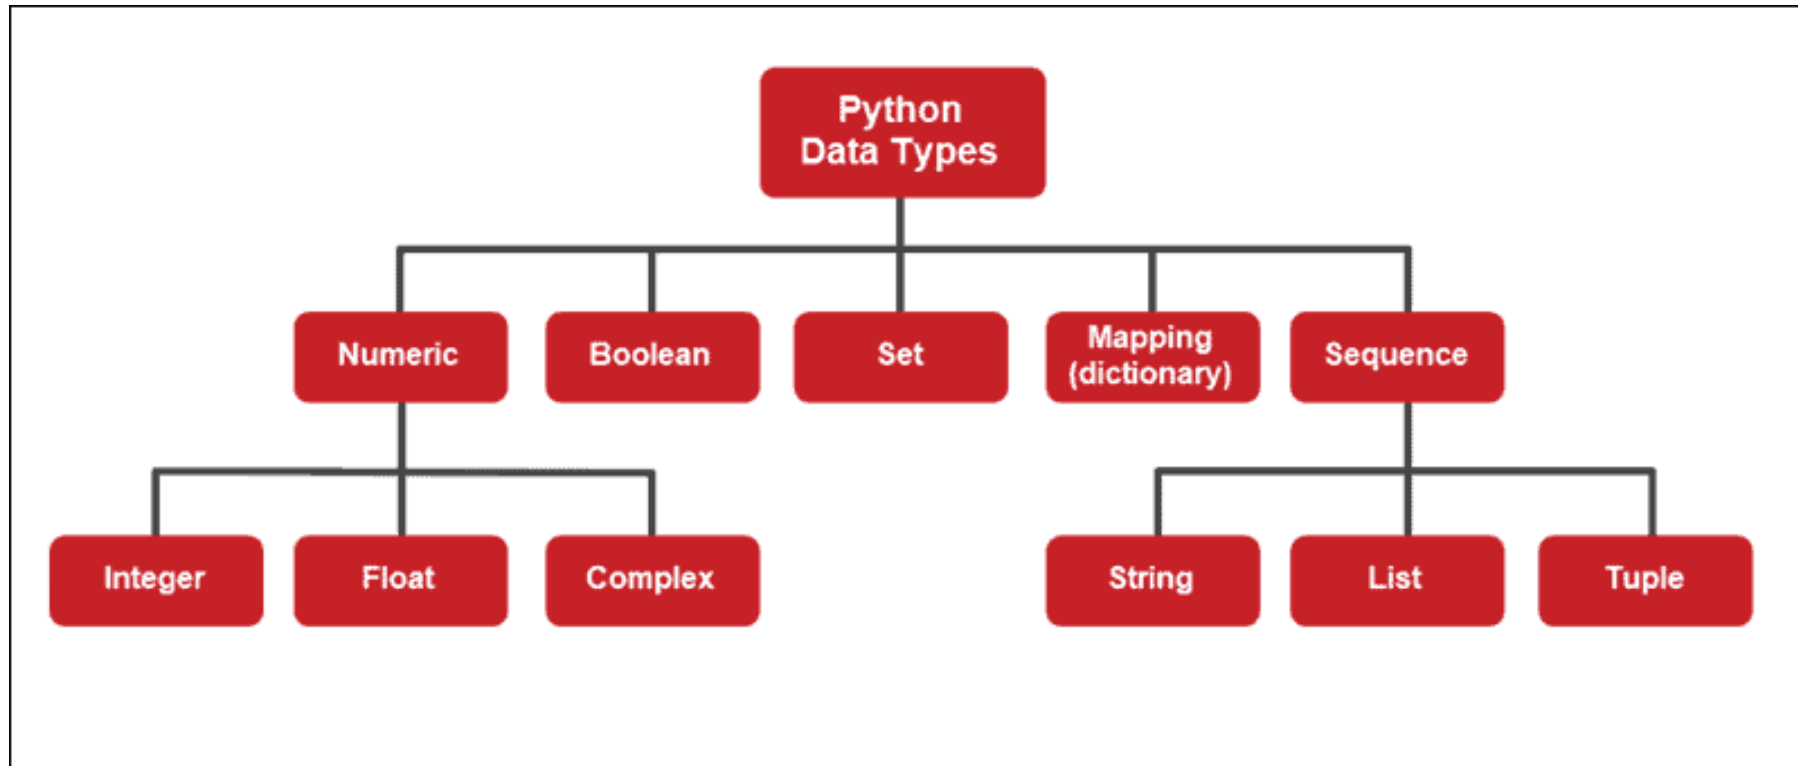 Python
Data Types
Numeric
Boolean
Set
Mapping
(dictionary)
Sequence
Integer
Float
Complex
String
List
Tuple